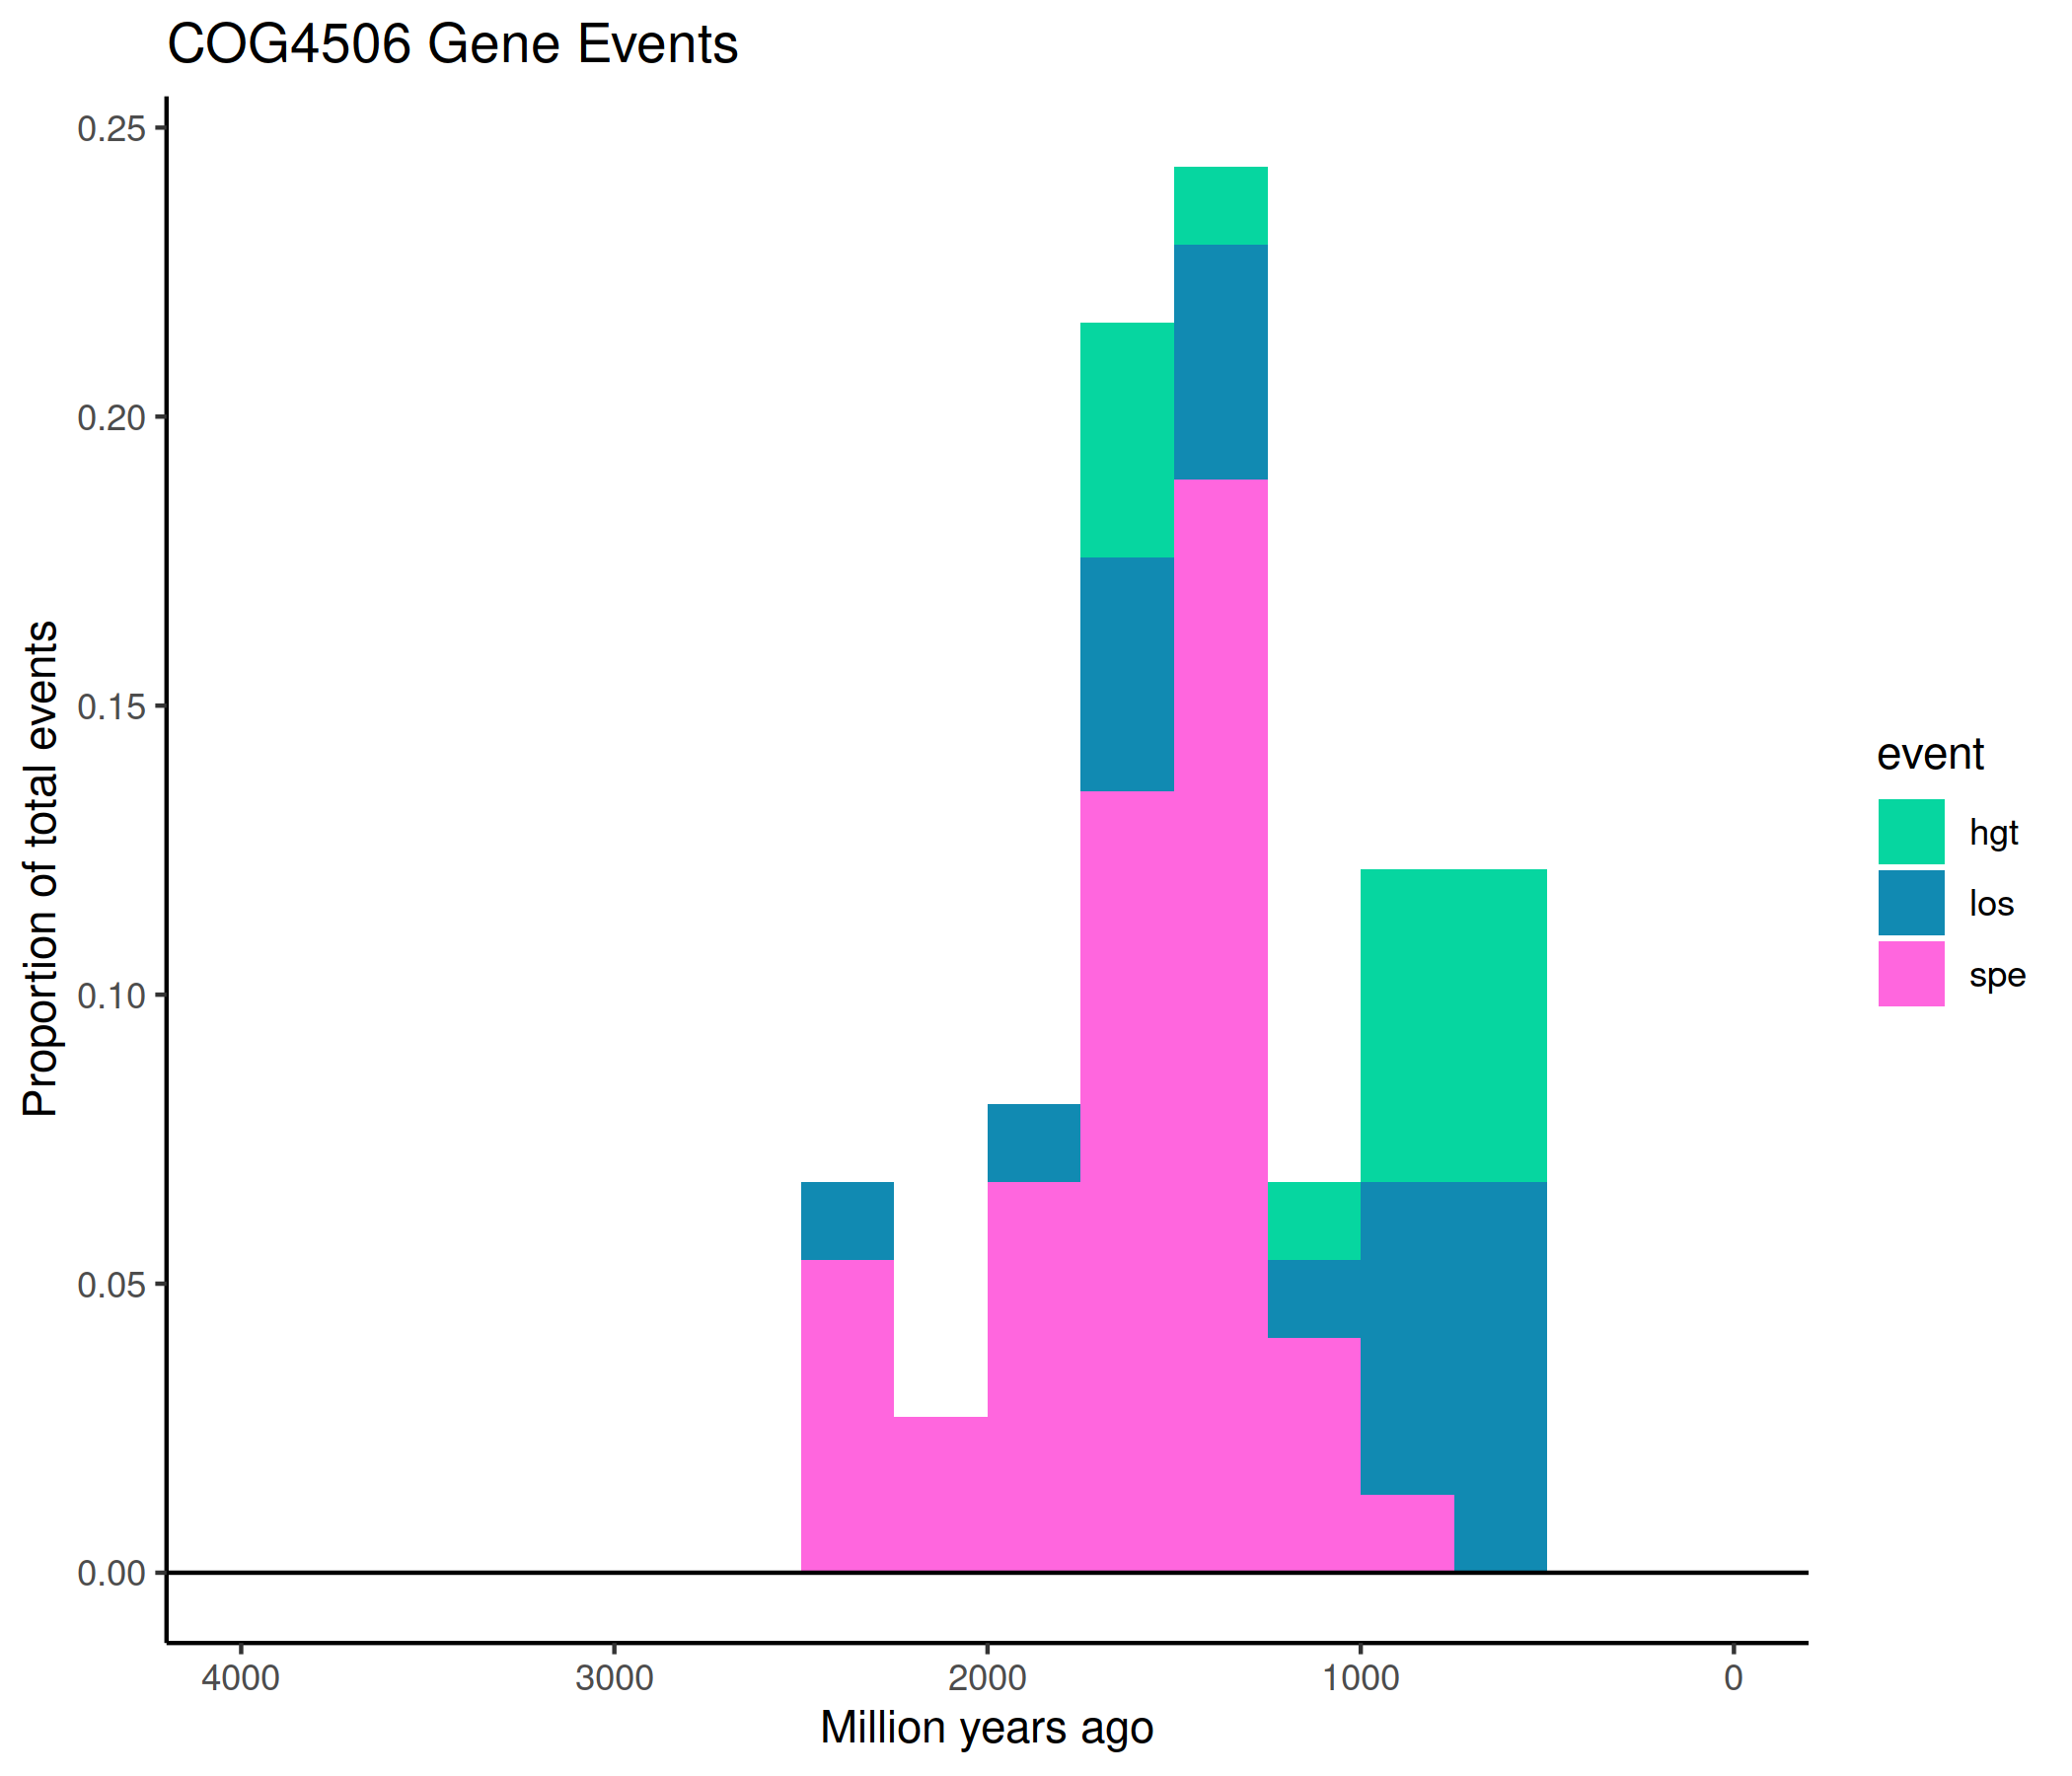 COG4506 Gene Events
0.25
0.20
0.15
0.10
0.05
0.00
Proportion of total events
4000 3000 2000 1000 0
Million years ago
event
hgt
los
spe